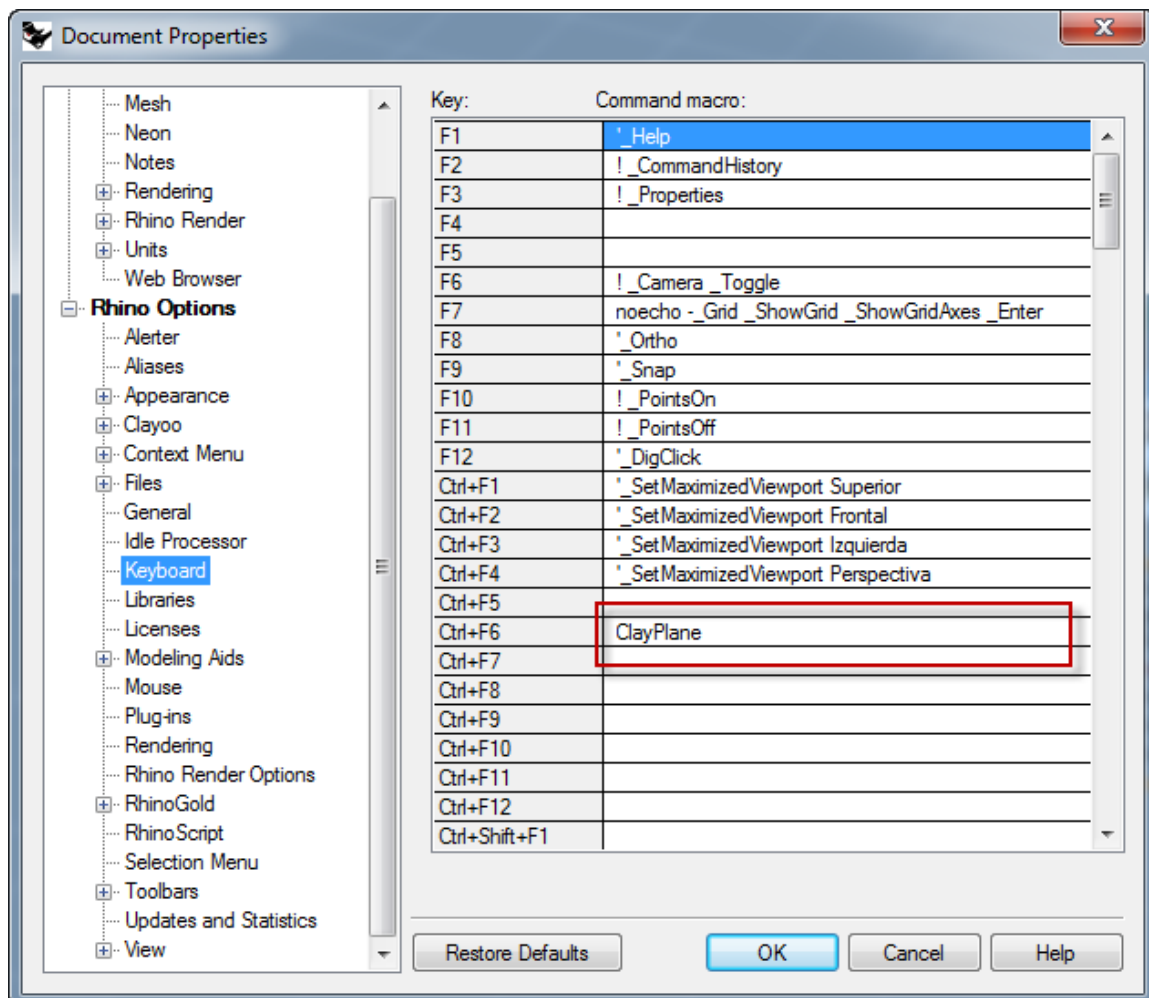 Document Properties
Mesh
Neon
Notes
Rendering
Rhino Render
Units
Web Browser
Rhino Options
Alerter
Aliases
Appearance
Clayoo
Context Menu
Files
General
Idle Processor
Keyboard
Libraries
Licenses
Modeling Aids
Mouse
Plug-ins
Rendering
Rhino Render Options
RhinoGold
RhinoScript
Selection Menu
Toolbars
Updates and Statistics
View
Key: Command macro:
F1 '_Help
F2 ! _CommandHistory
F3 ! _Properties
F4
F5
F6 ! _Camera _Toggle
F7 noecho -_Grid _ShowGrid _ShowGridAxes _Enter
F8 '_Ortho
F9 '_Snap
F10 ! _PointsOn
F11 ! _PointsOff
F12 '_DigClick
Ctrl+F1 '_SetMaximizedViewport Superior
Ctrl+F2 '_SetMaximizedViewport Frontal
Ctrl+F3 '_SetMaximizedViewport Izquierda
Ctrl+F4 '_SetMaximizedViewport Perspectiva
Ctrl+F5
Ctrl+F6 ClayPlane
Ctrl+F7
Ctrl+F8
Ctrl+F9
Ctrl+F10
Ctrl+F11
Ctrl+F12
Ctrl+Shift+F1
Restore Defaults OK Cancel Help